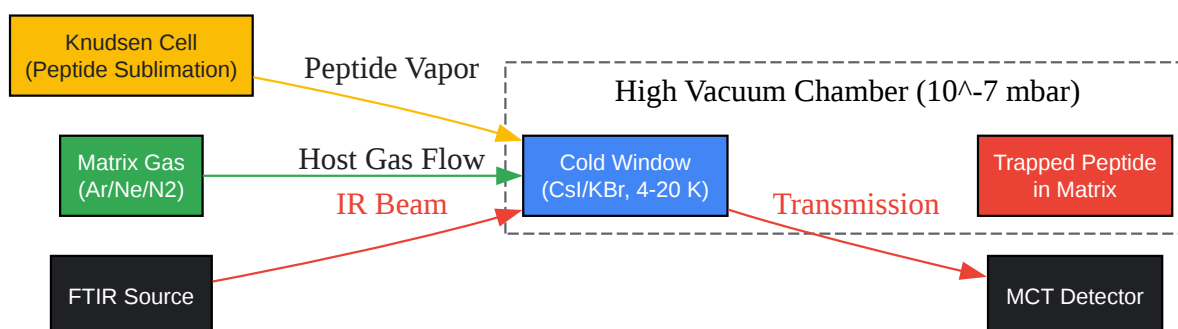 Knudsen Cell
(Peptide Sublimation)
Peptide Vapor
High Vacuum Chamber (10^-7 mbar)
Matrix Gas
(Ar/Ne/N2)
Host Gas Flow
Cold Window
(CsI/KBr, 4-20 K)
Trapped Peptide
in Matrix
IR Beam
Transmission
FTIR Source
MCT Detector